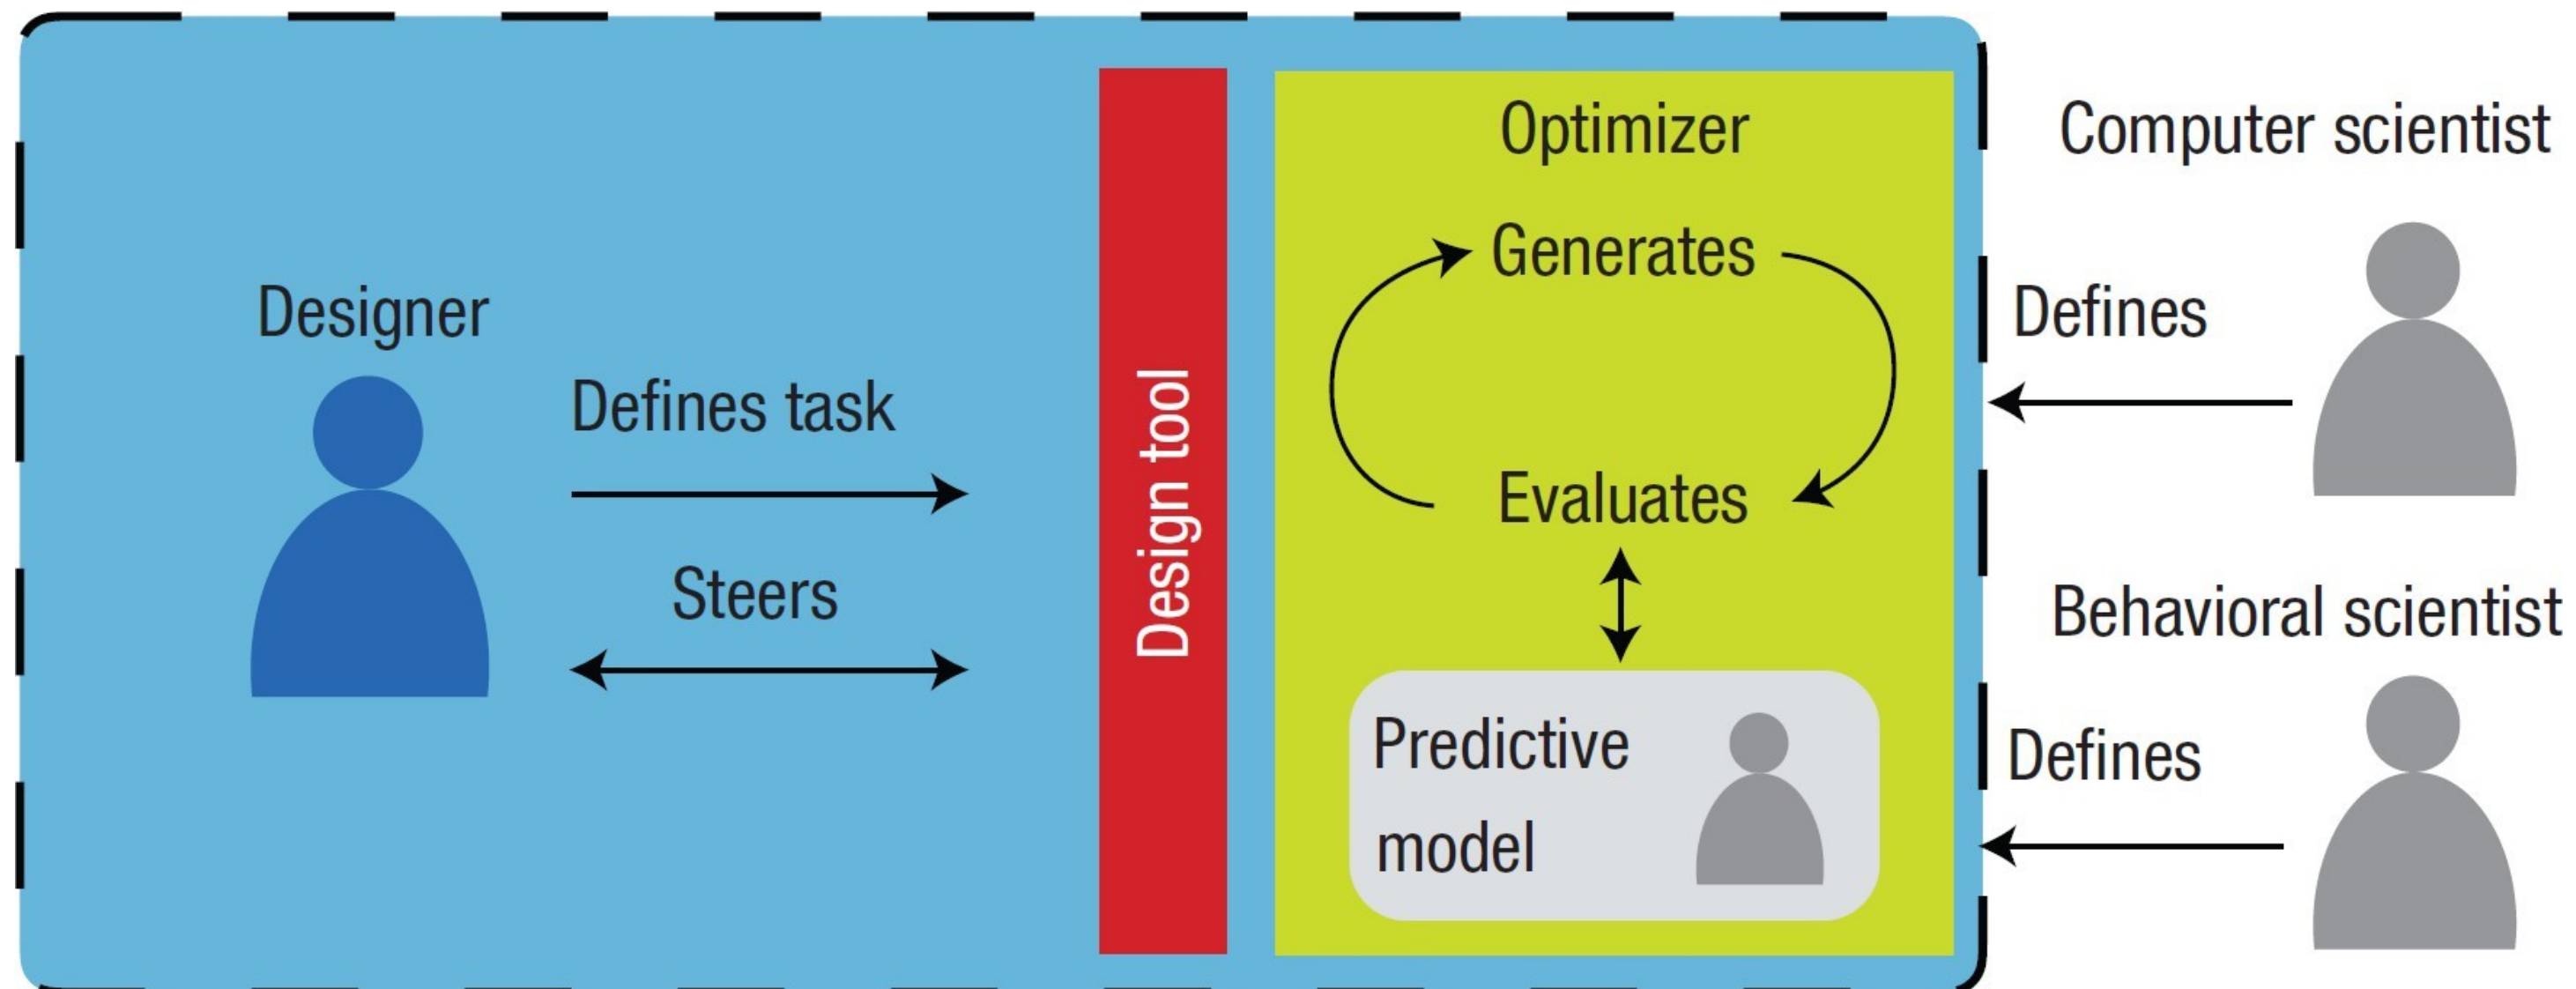 Designer
Defines task
Steers
Design tool
Optimizer
Generates
Evaluates
Predictive
model
Computer scientist
Defines
Behavioral scientist
Defines